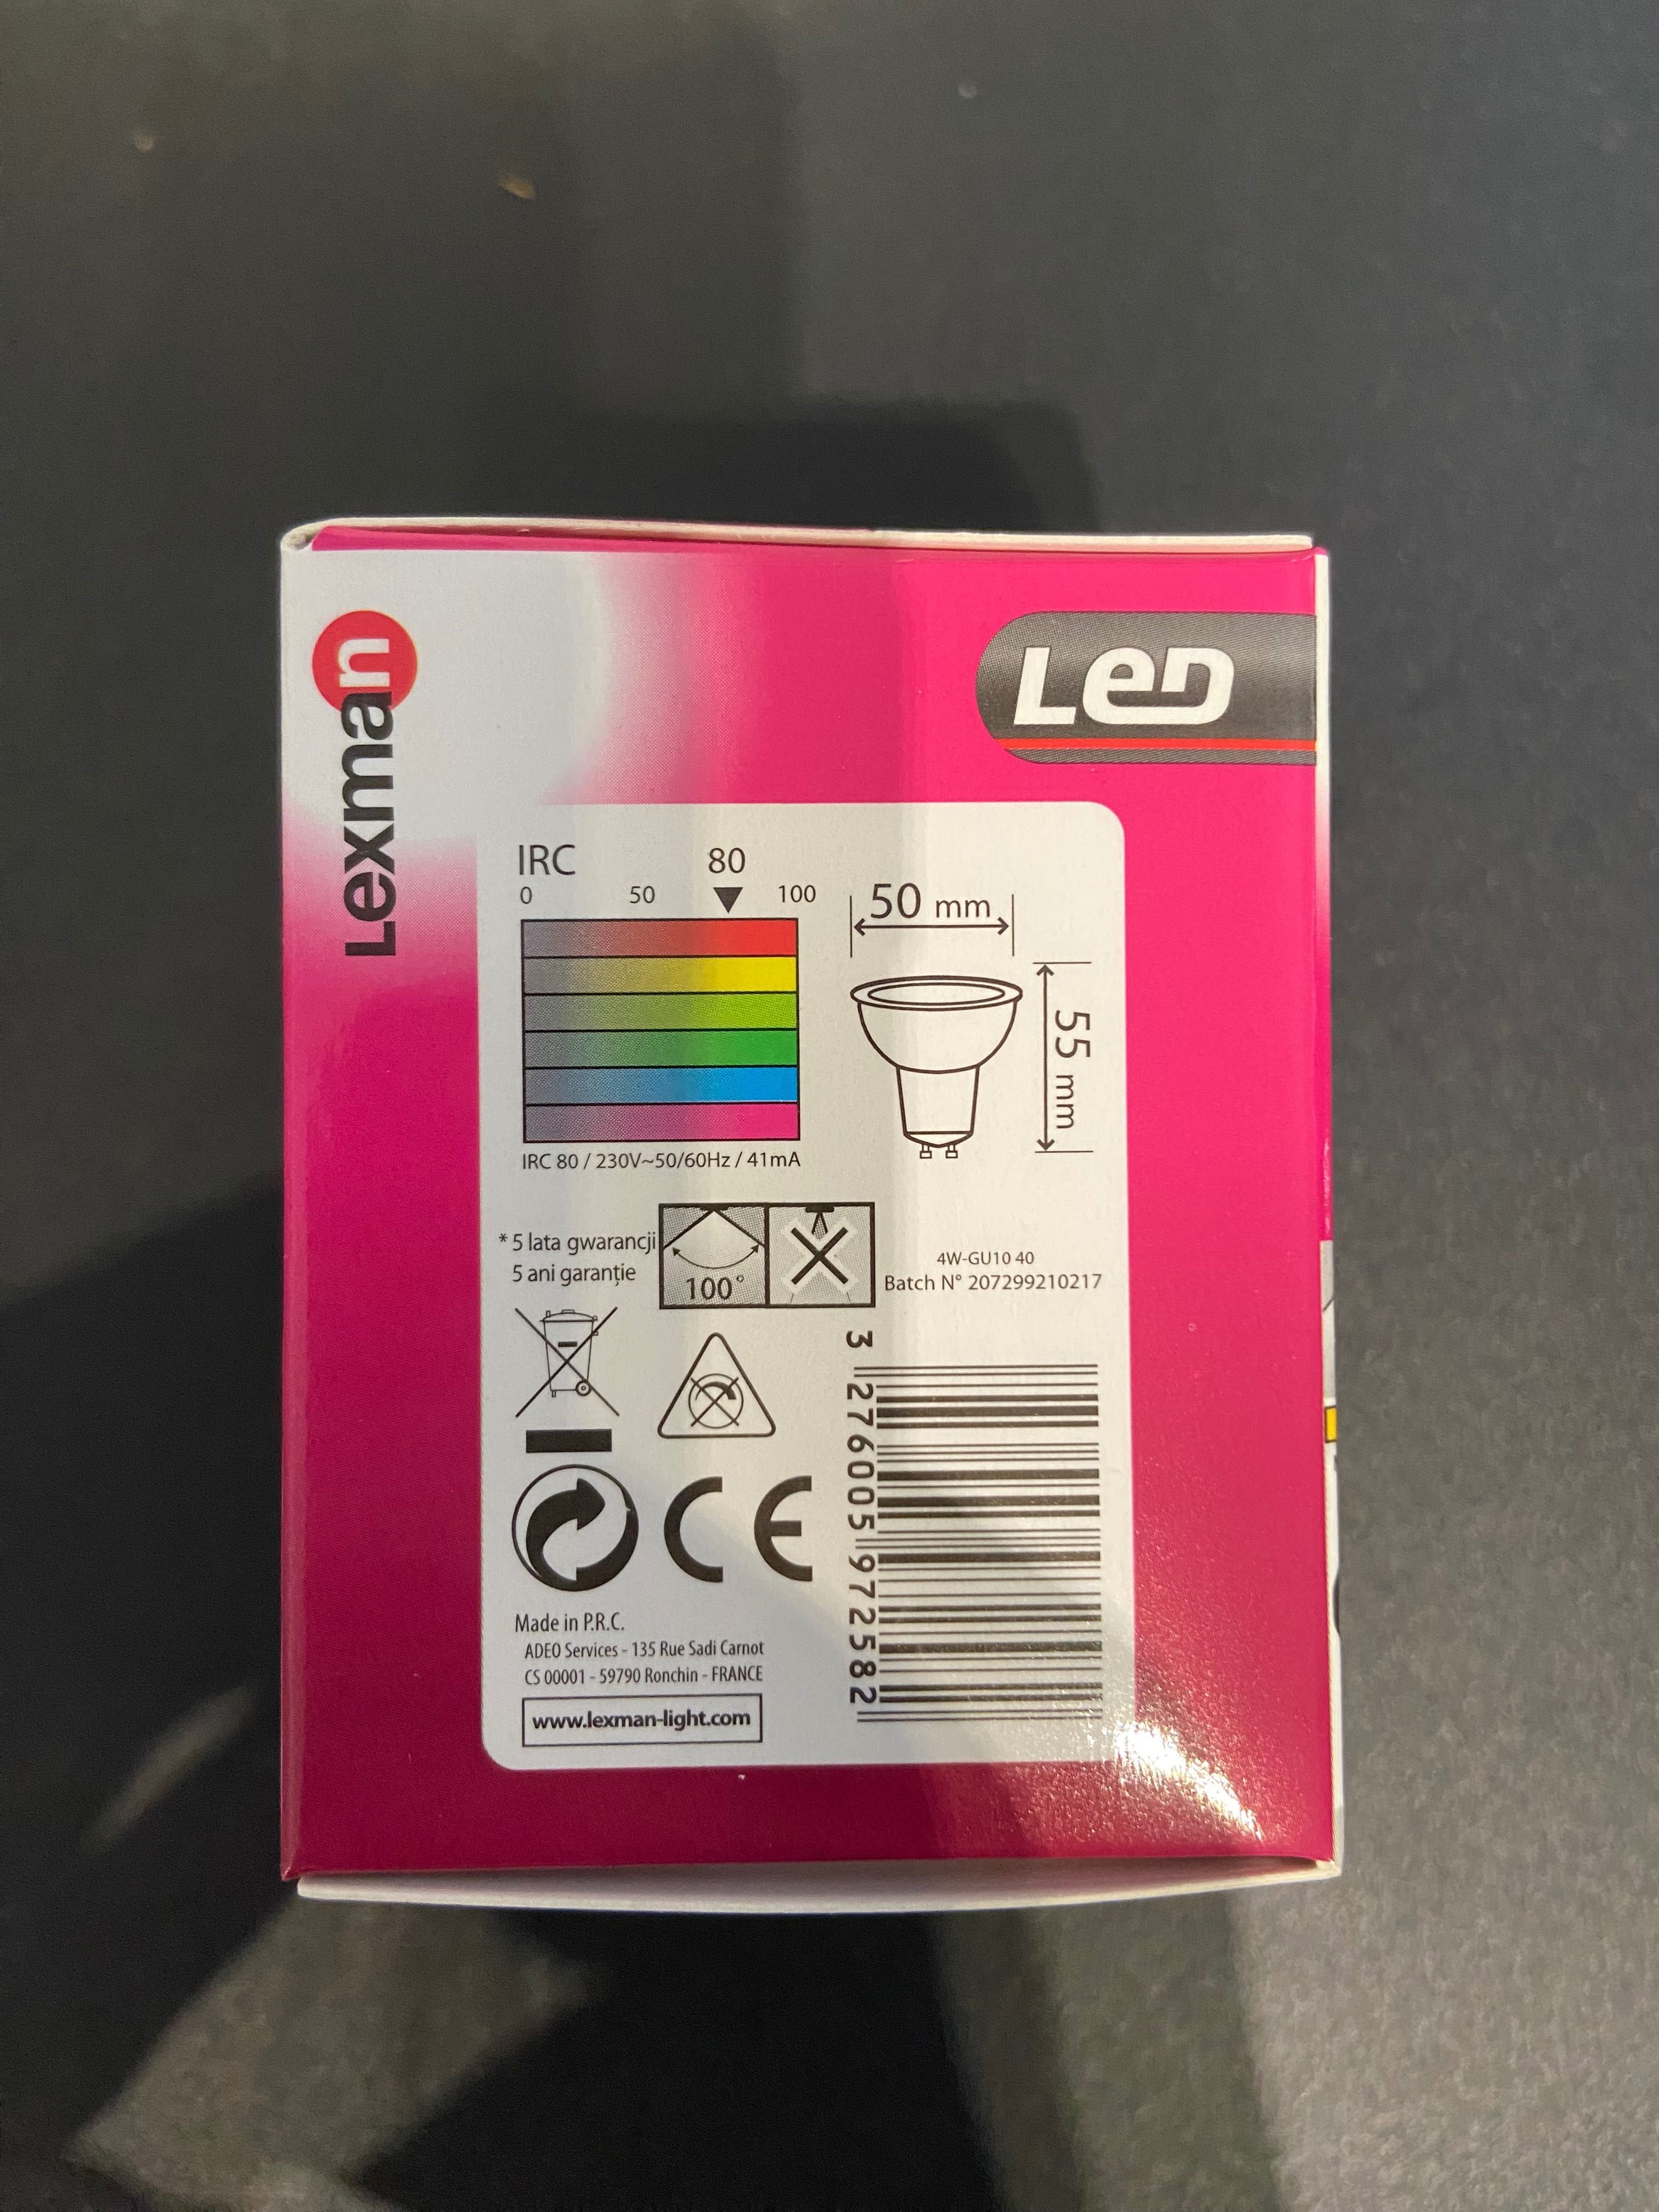 Lexman
LED
IRC 80
0 50 100
50 mm
55 mm
IRC 80 / 230V~50/60Hz / 41mA
* 5 lata gwarancji
5 ani garanție
100°
4W-GU10 40
Batch N° 207299210217
3 276005 972582
CE
Made in P.R.C.
ADEO Services - 135 Rue Sadi Carnot
CS 00001 - 59790 Ronchin - FRANCE
www.lexman-light.com